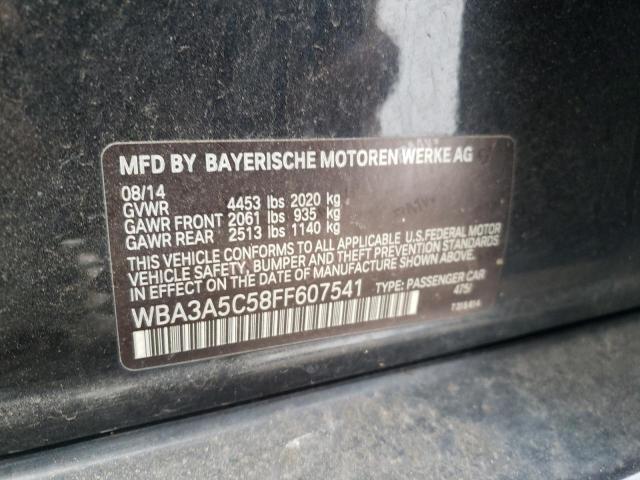 MFD BY BAYERISCHE MOTOREN WERKE AG
08/14
GVWR 4453 lbs 2020 kg
GAWR FRONT 2061 lbs 935 kg
GAWR REAR 2513 lbs 1140 kg
THIS VEHICLE CONFORMS TO ALL APPLICABLE U.S. FEDERAL MOTOR
VEHICLE SAFETY, BUMPER AND THEFT PREVENTION STANDARDS
IN EFFECT ON THE DATE OF MANUFACTURE SHOWN ABOVE.
WBA3A5C58FF607541 TYPE: PASSENGER CAR
475/